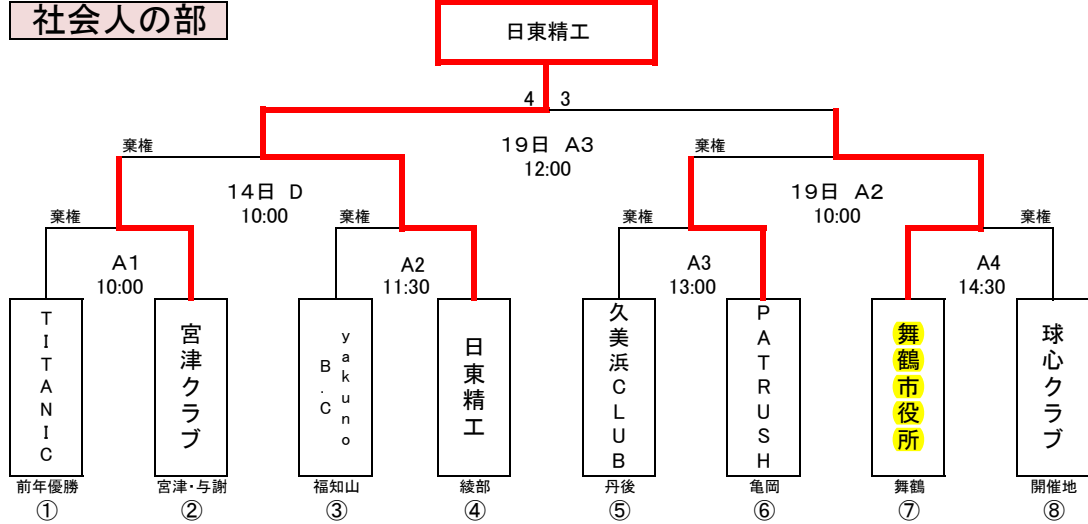 社会人の部
日東精工
4 3
19日 A3
12:00
棄権
棄権
14日 D
10:00
19日 A2
10:00
棄権
棄権
棄権
棄権
A1
10:00
A2
11:30
A3
13:00
A4
14:30
TITANIC
宮津クラブ
yakuno
B.C
日東精工
久美浜CLUB
PATRUSH
舞鶴市役所
球心クラブ
前年優勝
宮津・与謝
福知山
綾部
丹後
亀岡
舞鶴
開催地
①
②
③
④
⑤
⑥
⑦
⑧